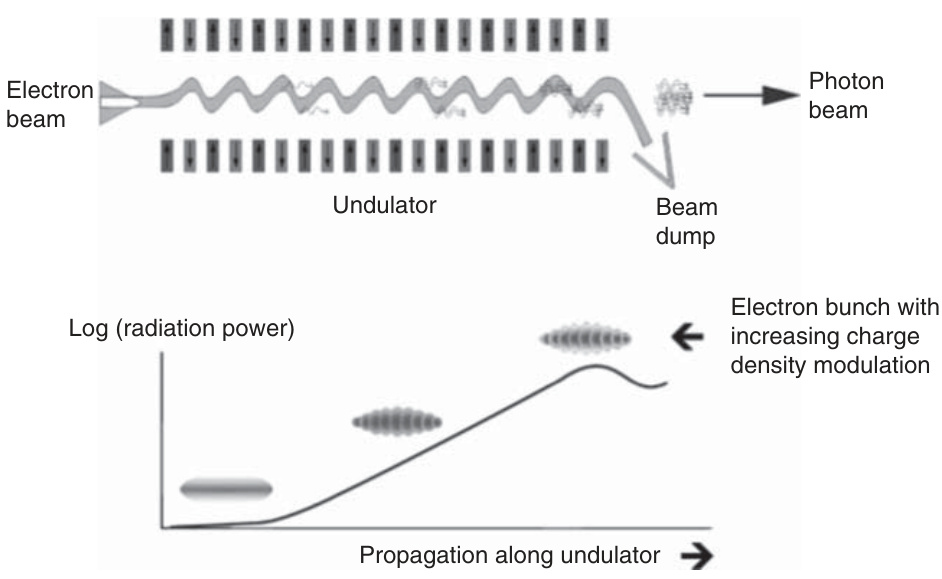 Electron
beam
Photon
beam
Undulator
Beam
dump
Log (radiation power)
Electron bunch with
increasing charge
density modulation
Propagation along undulator